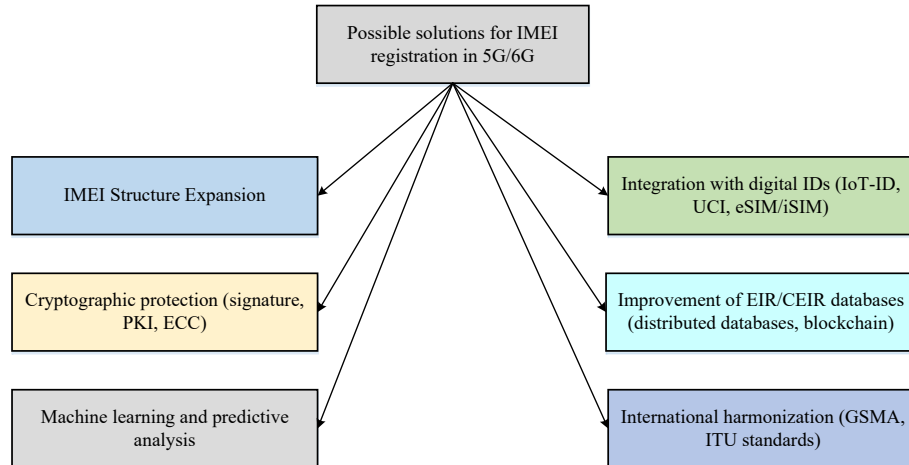 Possible solutions for IMEI
registration in 5G/6G
IMEI Structure Expansion
Integration with digital IDs (IoT-ID,
UCI, eSIM/iSIM)
Cryptographic protection (signature,
PKI, ECC)
Improvement of EIR/CEIR databases
(distributed databases, blockchain)
Machine learning and predictive
analysis
International harmonization (GSMA,
ITU standards)